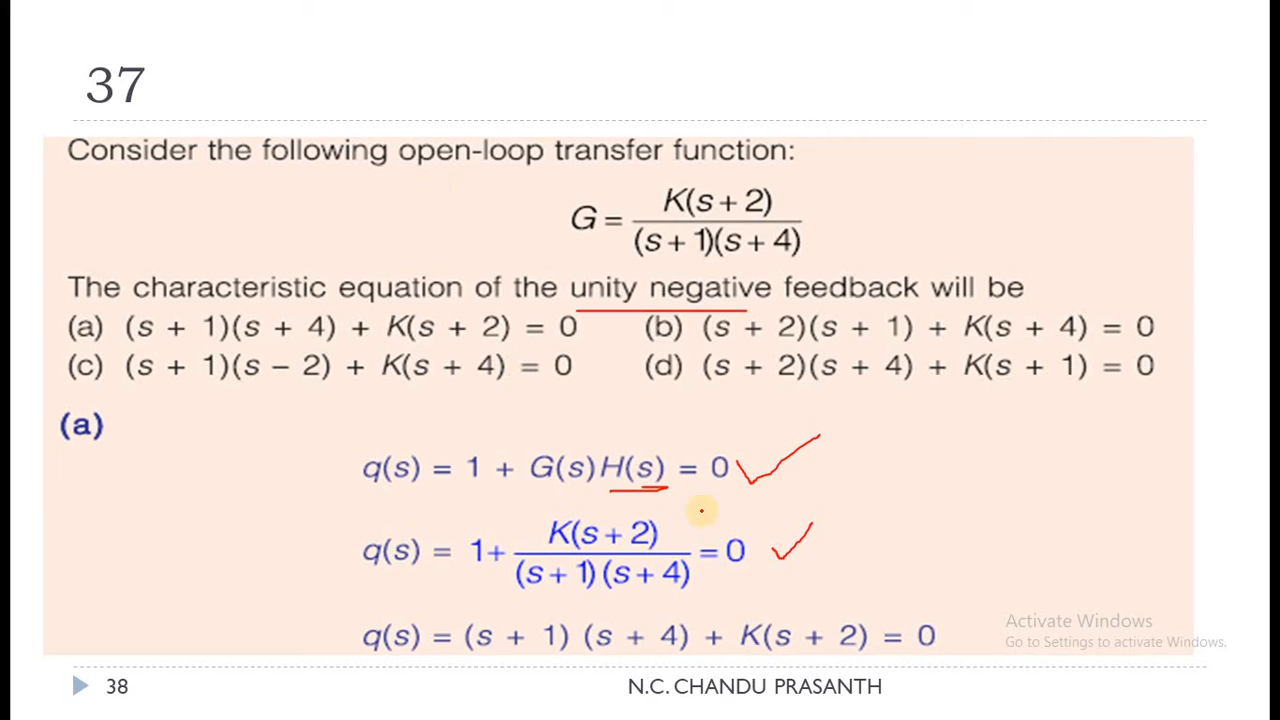 37
Consider the following open-loop transfer function:
G = K(s + 2) / (s + 1)(s + 4)
The characteristic equation of the unity negative feedback will be
(a) (s + 1)(s + 4) + K(s + 2) = 0 (b) (s + 2)(s + 1) + K(s + 4) = 0
(c) (s + 1)(s − 2) + K(s + 4) = 0 (d) (s + 2)(s + 4) + K(s + 1) = 0
(a)
q(s) = 1 + G(s)H(s) = 0
q(s) = 1+ K(s + 2) / (s + 1) (s + 4) = 0
q(s) = (s + 1) (s + 4) + K(s + 2) = 0
Activate Windows
Go to Settings to activate Windows.
38 N.C. CHANDU PRASANTH